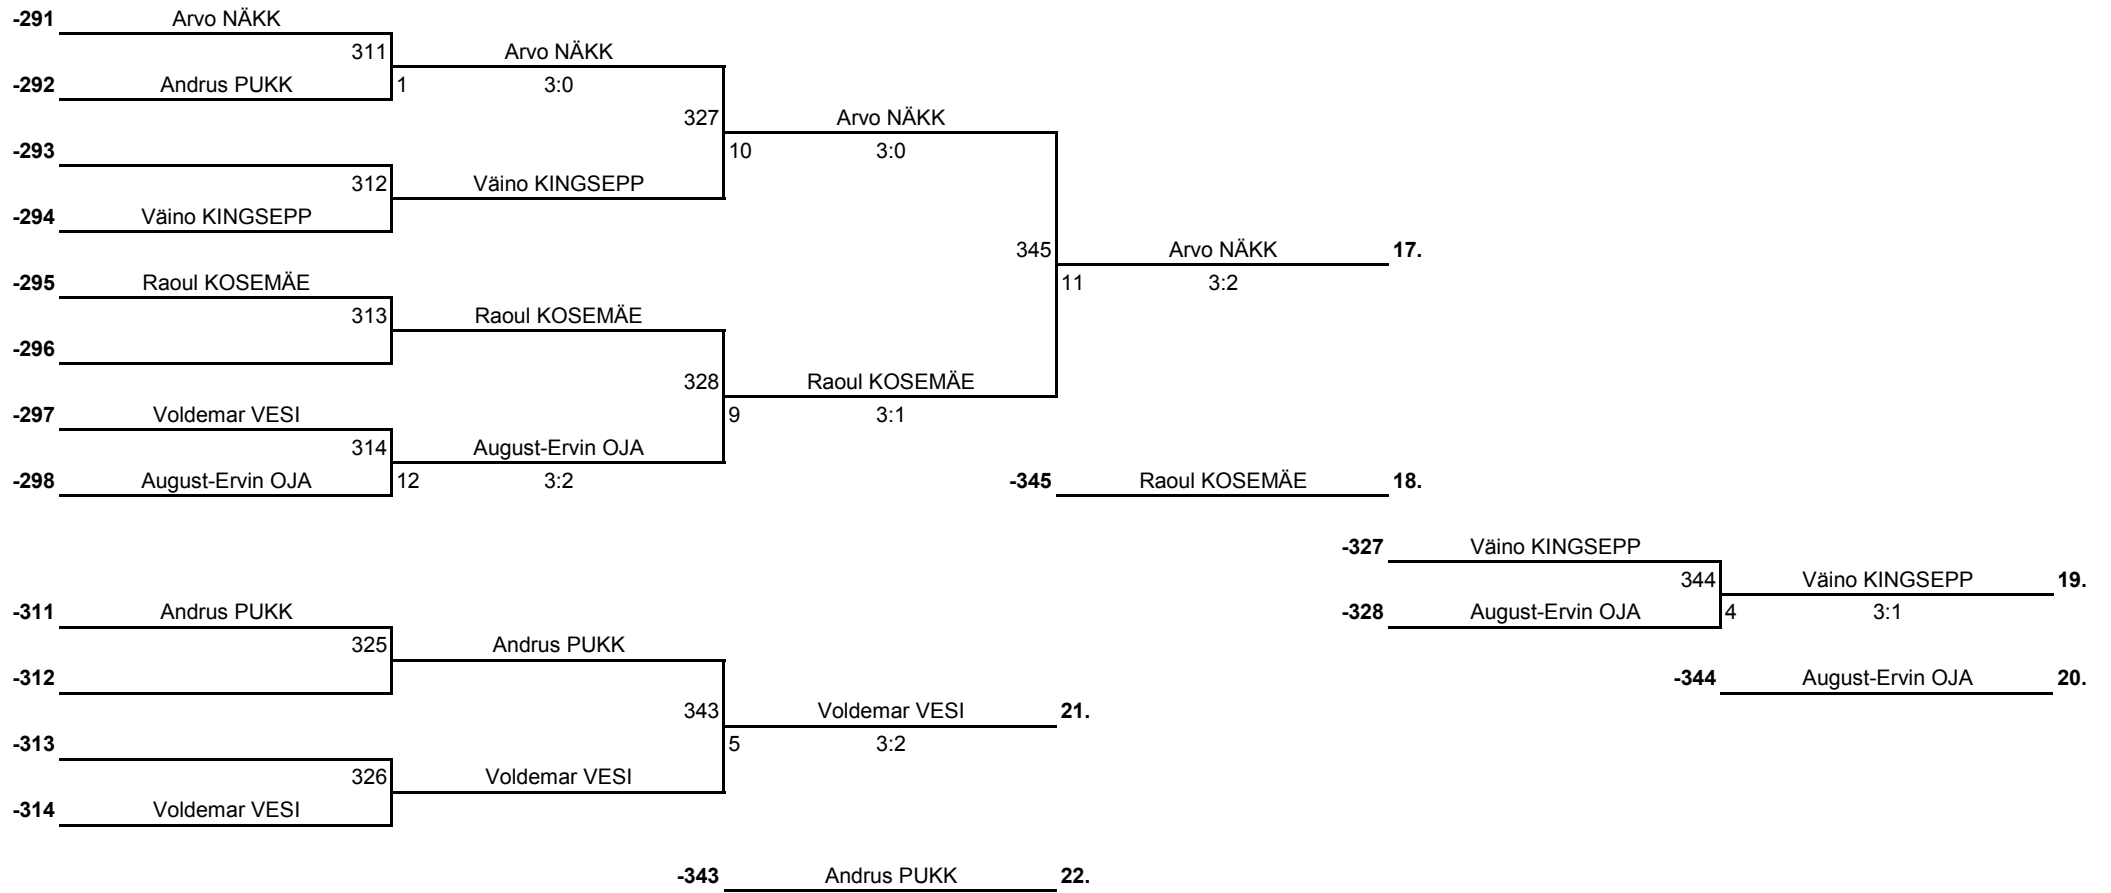 -291 Arvo NÄKK
311 Arvo NÄKK
-292 Andrus PUKK 1 3:0
327 Arvo NÄKK
-293 10 3:0
312 Väino KINGSEPP
-294 Väino KINGSEPP
345 Arvo NÄKK 17.
-295 Raoul KOSEMÄE 11 3:2
313 Raoul KOSEMÄE
-296
328 Raoul KOSEMÄE
-297 Voldemar VESI 9 3:1
314 August-Ervin OJA
-298 August-Ervin OJA 12 3:2 -345 Raoul KOSEMÄE 18.
-327 Väino KINGSEPP
344 Väino KINGSEPP 19.
-311 Andrus PUKK -328 August-Ervin OJA 4 3:1
325 Andrus PUKK
-312 -344 August-Ervin OJA 20.
343 Voldemar VESI 21.
-313 5 3:2
326 Voldemar VESI
-314 Voldemar VESI
-343 Andrus PUKK 22.